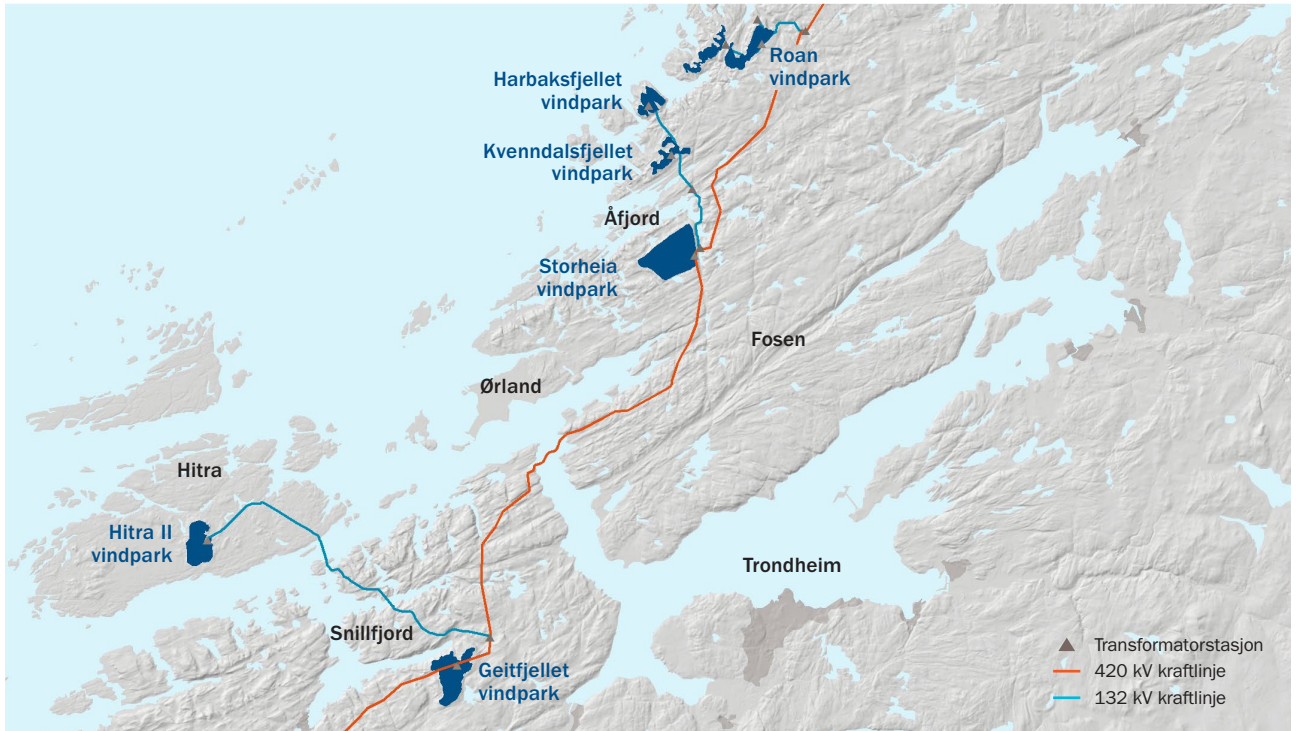 Roan
vindpark
Harbaksfjellet
vindpark
Kvenndalsfjellet
vindpark
Åfjord
Storheia
vindpark
Fosen
Ørland
Hitra
Hitra II
vindpark
Trondheim
Snillfjord
Geitfjellet
vindpark
Transformatorstasjon
420 kV kraftlinje
132 kV kraftlinje